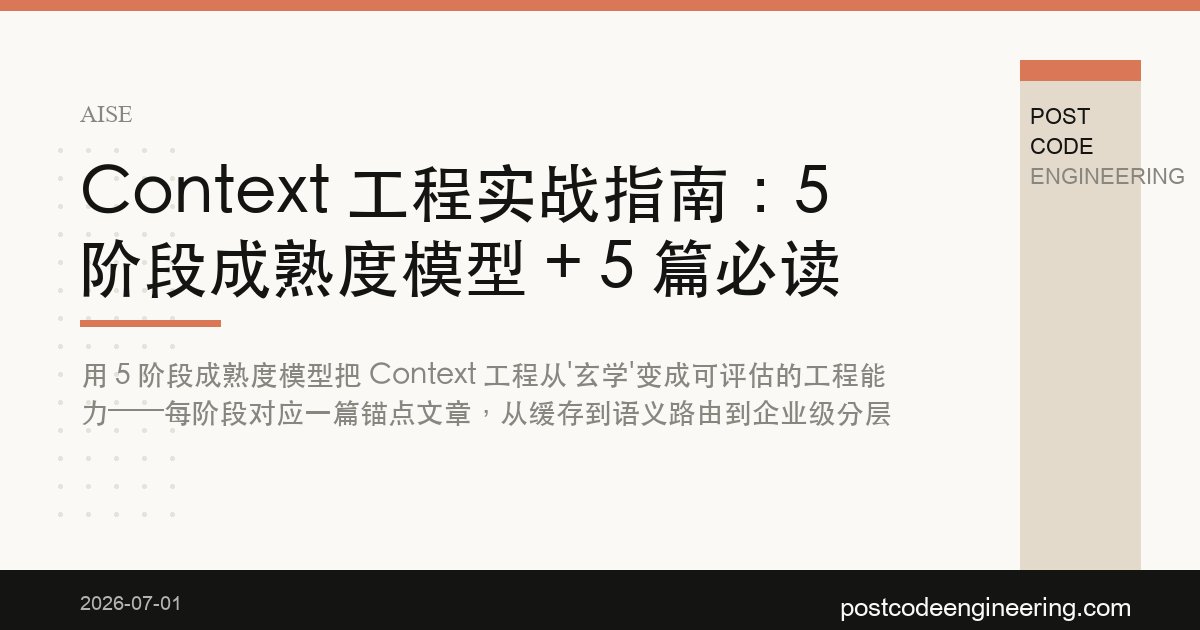 AISE
Context 工程实战指南：5
阶段成熟度模型 + 5 篇必读
用 5 阶段成熟度模型把 Context 工程从'玄学'变成可评估的工程能
力——每阶段对应一篇锚点文章，从缓存到语义路由到企业级分层
POST
CODE
ENGINEERING
2026-07-01
postcodeengineering.com